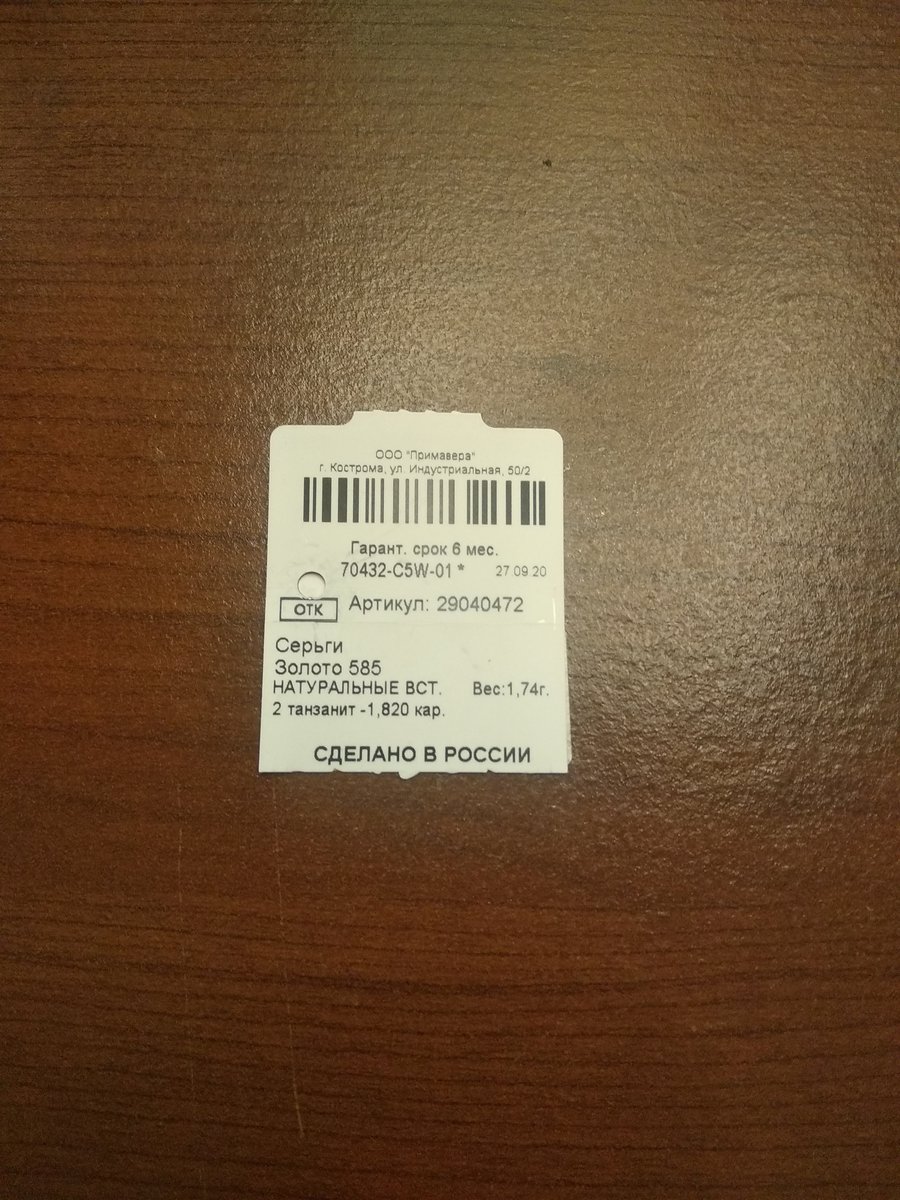 ООО "Примавера"
г. Кострома, ул. Индустриальная, 50/2
Гарант. срок 6 мес.
70432-C5W-01 * 27 09 20
ОТК Артикул: 29040472
Серьги
Золото 585
НАТУРАЛЬНЫЕ ВСТ. Вес:1,74г.
2 танзанит -1,820 кар.
СДЕЛАНО В РОССИИ